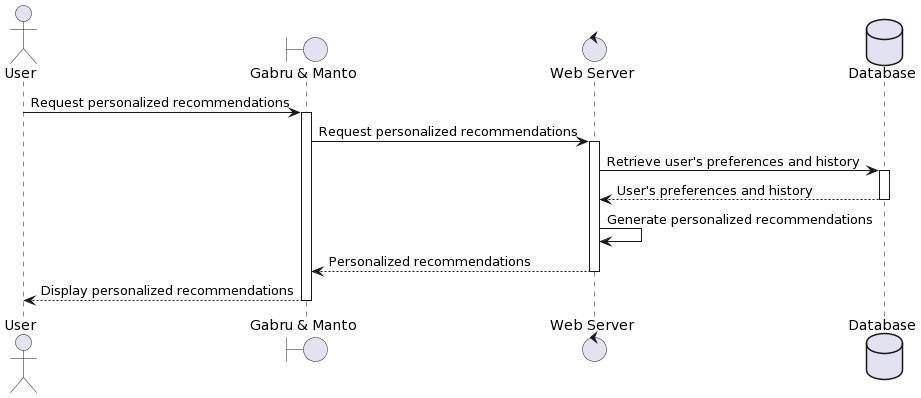 User
Gabru & Manto
Web Server
Database
Request personalized recommendations
Request personalized recommendations
Retrieve user's preferences and history
User's preferences and history
Generate personalized recommendations
Personalized recommendations
Display personalized recommendations
User
Gabru & Manto
Web Server
Database